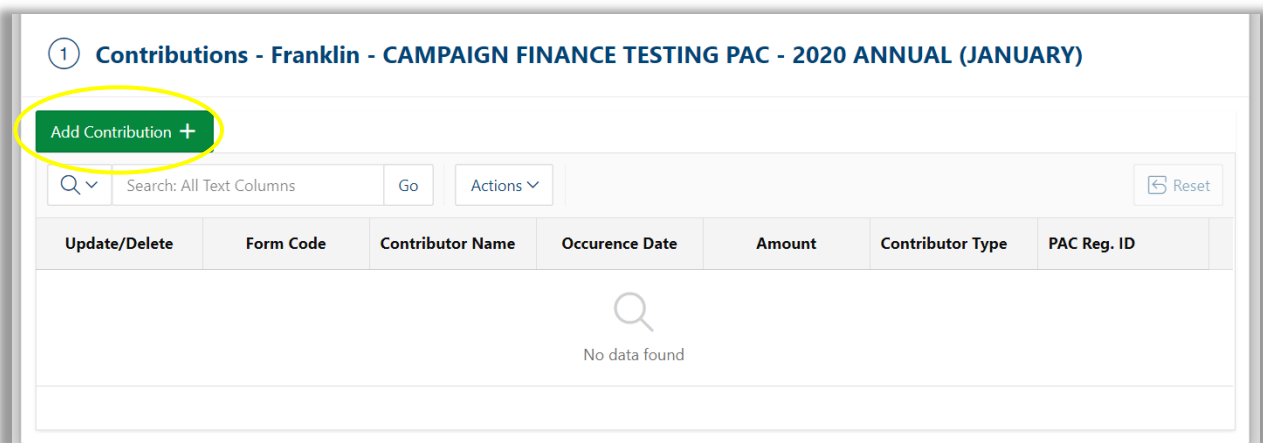 1 Contributions - Franklin - CAMPAIGN FINANCE TESTING PAC - 2020 ANNUAL (JANUARY)
Add Contribution +
Search: All Text Columns Go Actions Reset
Update/Delete Form Code Contributor Name Occurence Date Amount Contributor Type PAC Reg. ID
No data found